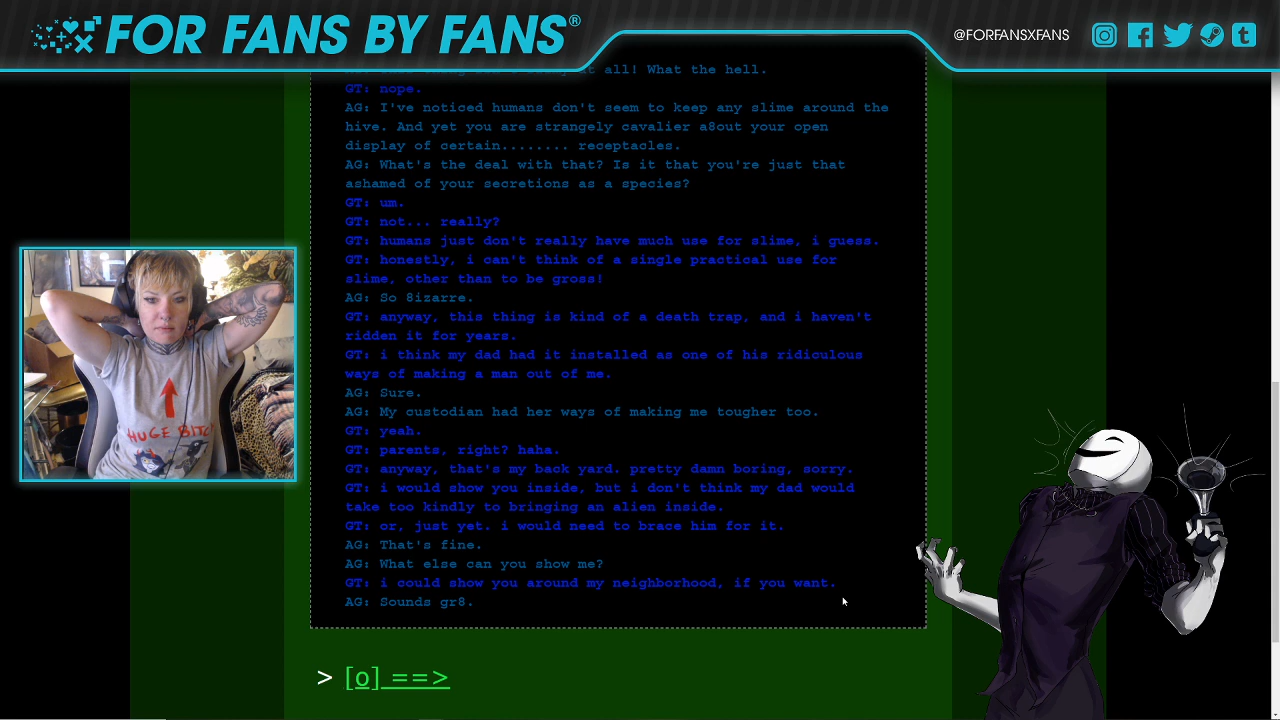 FOR FANS BY FANS®
@FORFANSXFANS
all! What the hell.
GT: nope.
AG: I've noticed humans don't seem to keep any slime around the
hive. And yet you are strangely cavalier a8out your open
display of certain........ receptacles.
AG: What's the deal with that? Is it that you're just that
ashamed of your secretions as a species?
GT: um.
GT: not... really?
GT: humans just don't really have much use for slime, i guess.
GT: honestly, i can't think of a single practical use for
slime, other than to be gross!
AG: So 8izarre.
GT: anyway, this thing is kind of a death trap, and i haven't
ridden it for years.
GT: i think my dad had it installed as one of his ridiculous
ways of making a man out of me.
AG: Sure.
AG: My custodian had her ways of making me tougher too.
GT: yeah.
GT: parents, right? haha.
GT: anyway, that's my back yard. pretty damn boring, sorry.
GT: i would show you inside, but i don't think my dad would
take too kindly to bringing an alien inside.
GT: or, just yet. i would need to brace him for it.
AG: That's fine.
AG: What else can you show me?
GT: i could show you around my neighborhood, if you want.
AG: Sounds gr8.
> [o] ==>
HUGE BITC